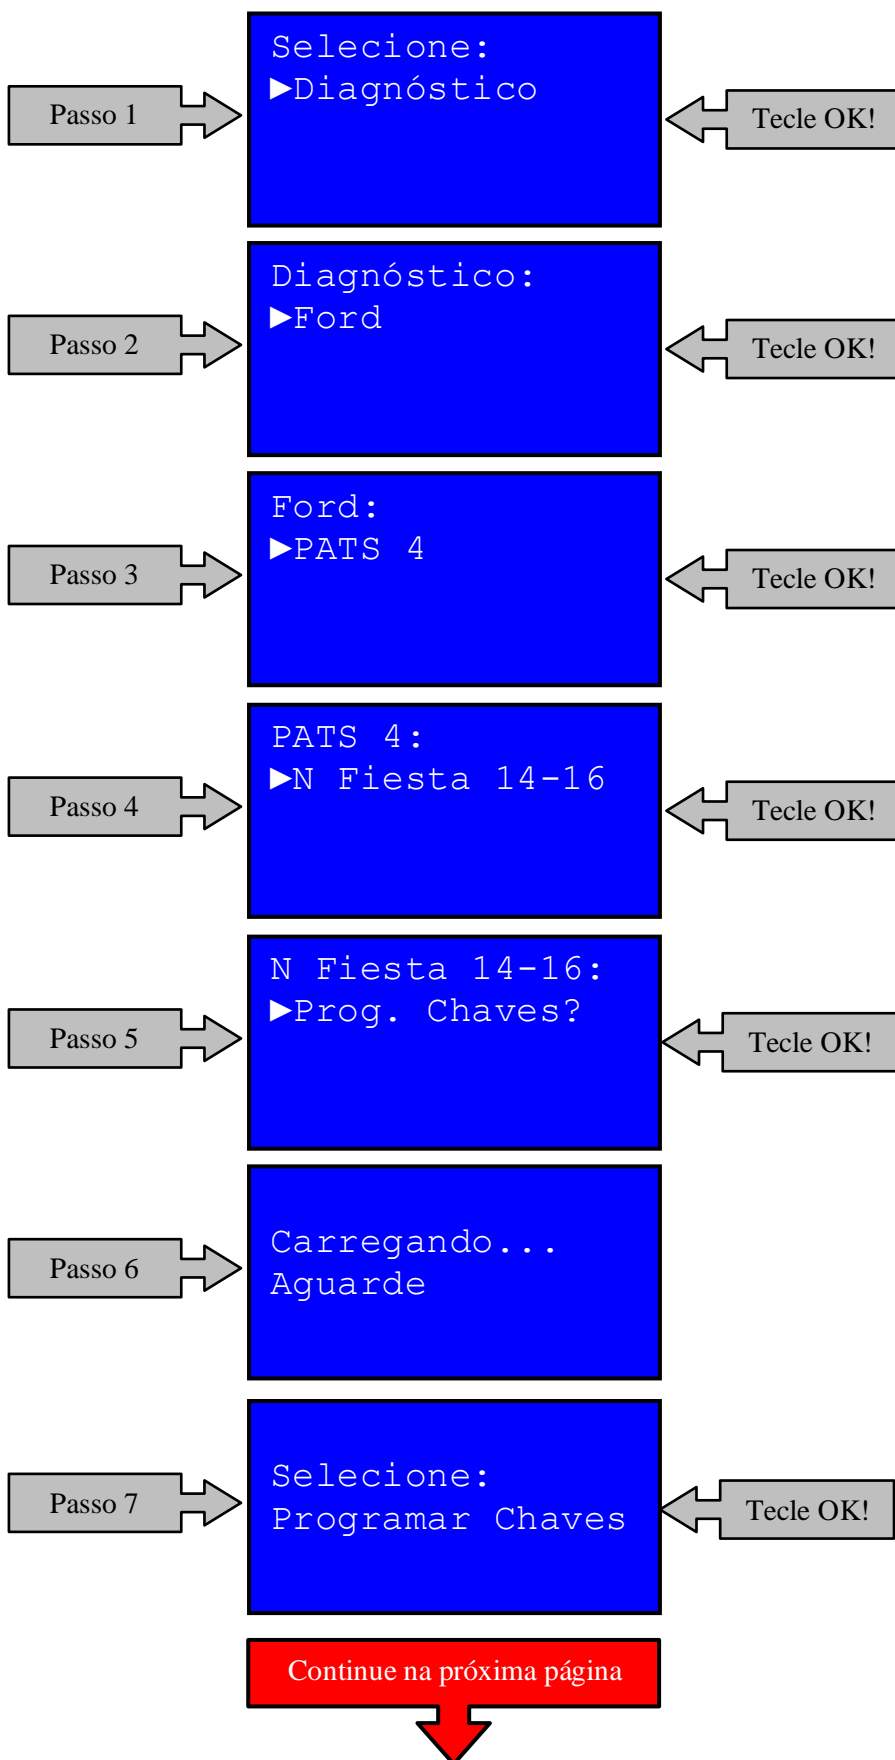 Passo 1
Selecione:
►Diagnóstico
Tecle OK!
Passo 2
Diagnóstico:
►Ford
Tecle OK!
Passo 3
Ford:
►PATS 4
Tecle OK!
Passo 4
PATS 4:
►N Fiesta 14-16
Tecle OK!
Passo 5
N Fiesta 14-16:
►Prog. Chaves?
Tecle OK!
Passo 6
Carregando...
Aguarde
Passo 7
Selecione:
Programar Chaves
Tecle OK!
Continue na próxima página